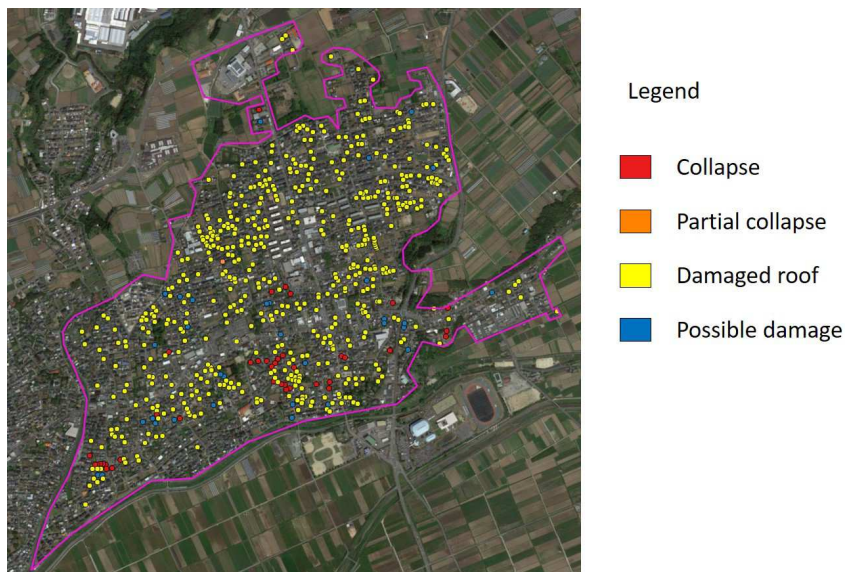 Legend
Collapse
Partial collapse
Damaged roof
Possible damage